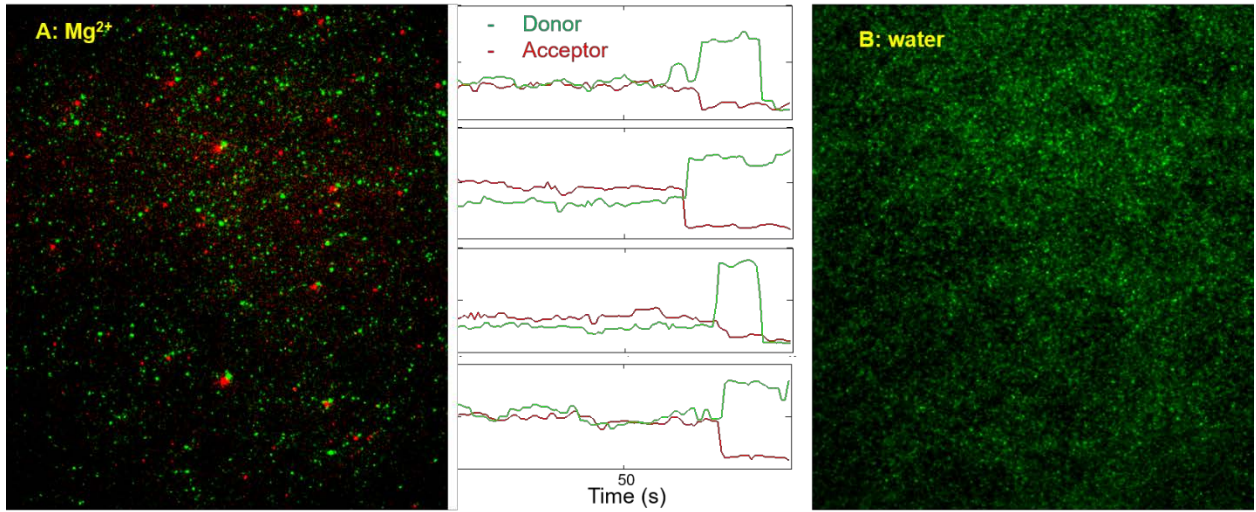 A: Mg²⁺
- Donor
- Acceptor
B: water
50
Time (s)